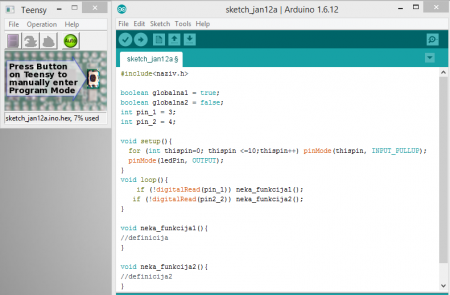 Teensy
File Operation Help
Auto
Press Button
on Teensy to
manually enter
Program Mode
sketch_jan12a.ino.hex, 7% used
sketch_jan12a | Arduino 1.6.12
File Edit Sketch Tools Help
sketch_jan12a §
#include<naziv.h>
boolean globalna1 = true;
boolean globalna2 = false;
int pin_1 = 3;
int pin_2 = 4;
void setup(){
for (int thispin=0; thispin <=10;thispin++) pinMode(thispin, INPUT_PULLUP);
pinMode(ledPin, OUTPUT);
}
void loop(){
if (!digitalRead(pin_1)) neka_funkcija1();
if (!digitalRead(pin2_2)) neka_funkcija2();
}
void neka_funkcija1(){
//definicija
}
void neka_funkcija2(){
//definicija2
}